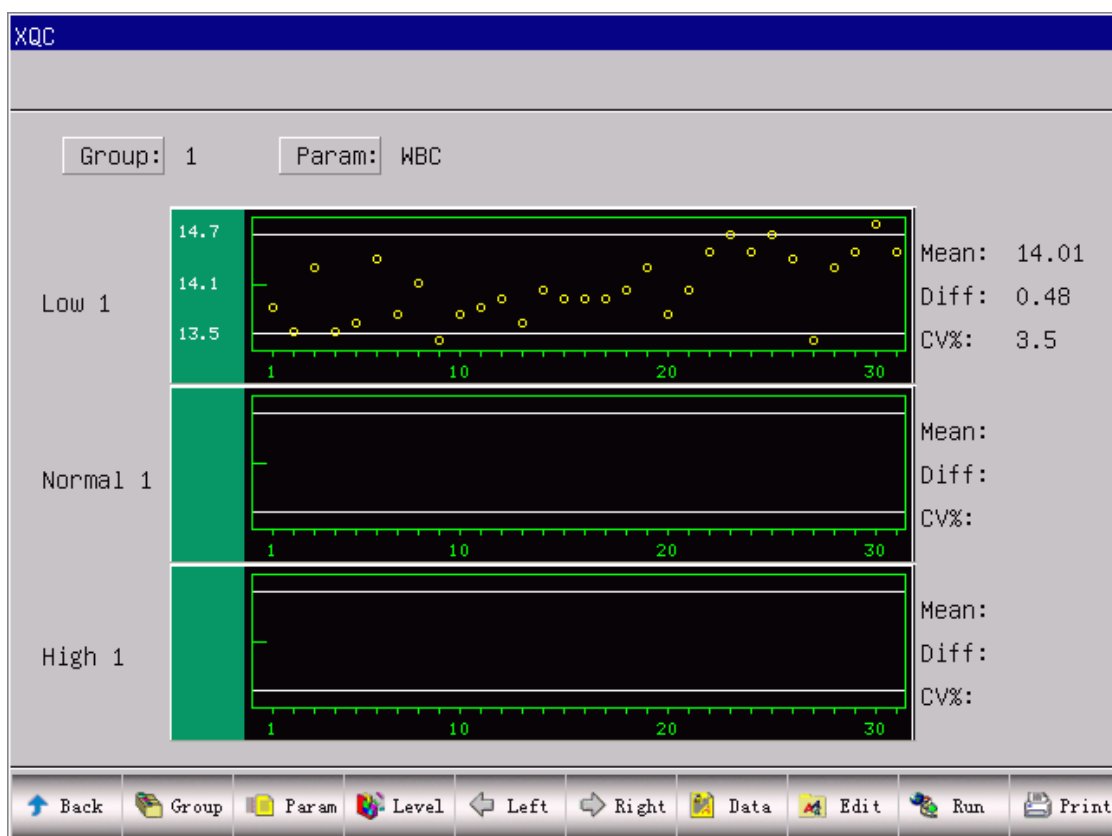 XQC
Group: 1 Param: WBC
Low 1
14.7
14.1
13.5
1 10 20 30
Mean: 14.01
Diff: 0.48
CV%: 3.5
Normal 1
1 10 20 30
Mean:
Diff:
CV%:
High 1
1 10 20 30
Mean:
Diff:
CV%:
Back Group Param Level Left Right Data Edit Run Print